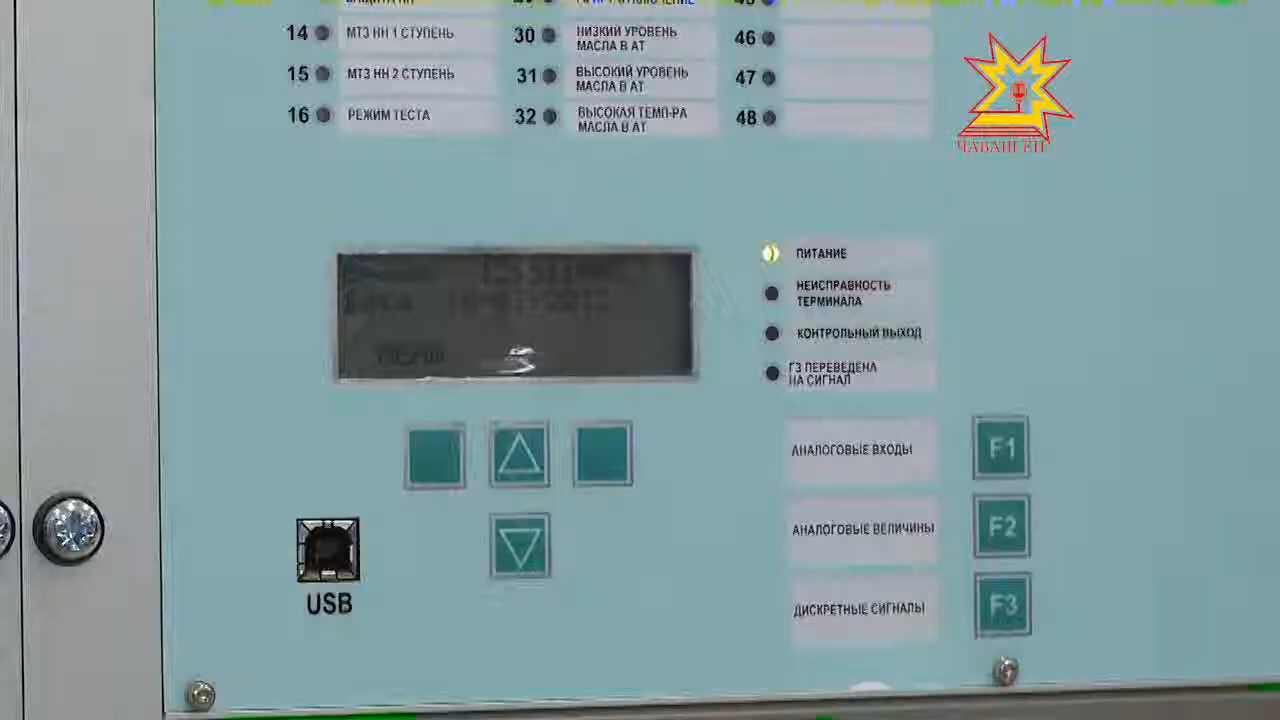 14 МТЗ НН 1 СТУПЕНЬ
15 МТЗ НН 2 СТУПЕНЬ
16 РЕЖИМ ТЕСТА
30 НИЗКИЙ УРОВЕНЬ
МАСЛА В АТ
31 ВЫСОКИЙ УРОВЕНЬ
МАСЛА В АТ
32 ВЫСОКАЯ ТЕМП-РА
МАСЛА В АТ
46
47
48
ПИТАНИЕ
НЕИСПРАВНОСТЬ
ТЕРМИНАЛА
КОНТРОЛЬНЫЙ ВЫХОД
ГЗ ПЕРЕВЕДЕНА
НА СИГНАЛ
АНАЛОГОВЫЕ ВХОДЫ F1
АНАЛОГОВЫЕ ВЕЛИЧИНЫ F2
ДИСКРЕТНЫЕ СИГНАЛЫ F3
USB